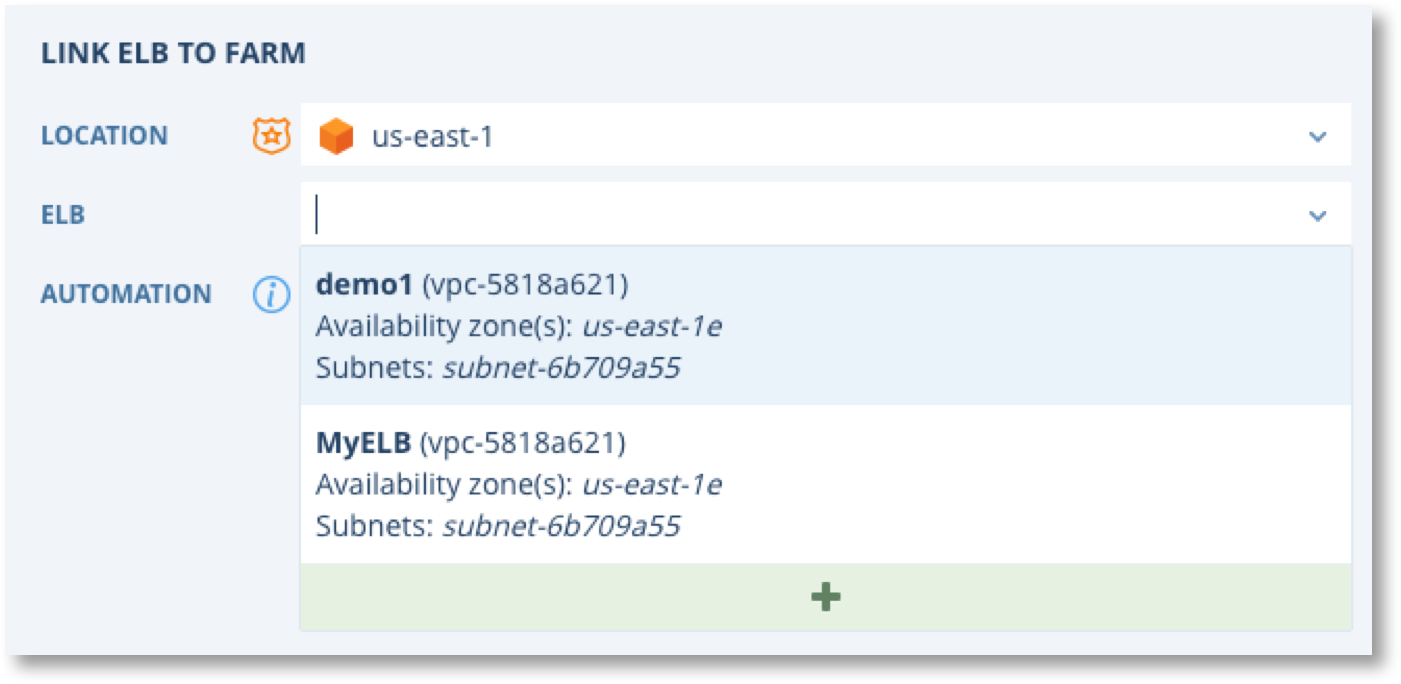 LINK ELB TO FARM
LOCATION us-east-1
ELB
AUTOMATION
demo1 (vpc-5818a621)
Availability zone(s): us-east-1e
Subnets: subnet-6b709a55
MyELB (vpc-5818a621)
Availability zone(s): us-east-1e
Subnets: subnet-6b709a55